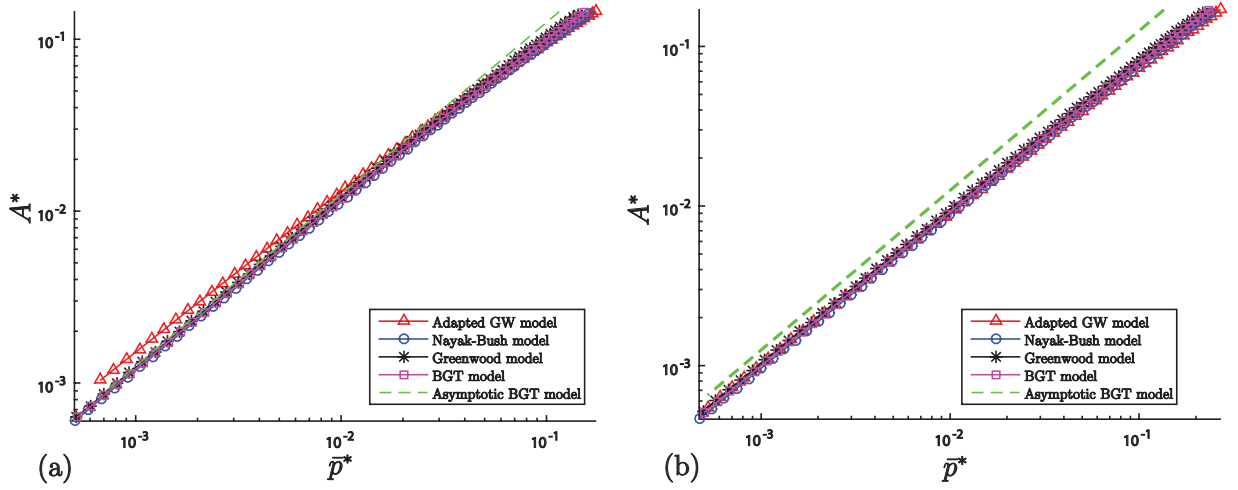 A*
10⁻¹
10⁻²
10⁻³
10⁻³
10⁻²
10⁻¹
p̄*
(a)
Adapted GW model
Nayak-Bush model
Greenwood model
BGT model
Asymptotic BGT model
A*
10⁻¹
10⁻²
10⁻³
10⁻³
10⁻²
10⁻¹
p̄*
(b)
Adapted GW model
Nayak-Bush model
Greenwood model
BGT model
Asymptotic BGT model